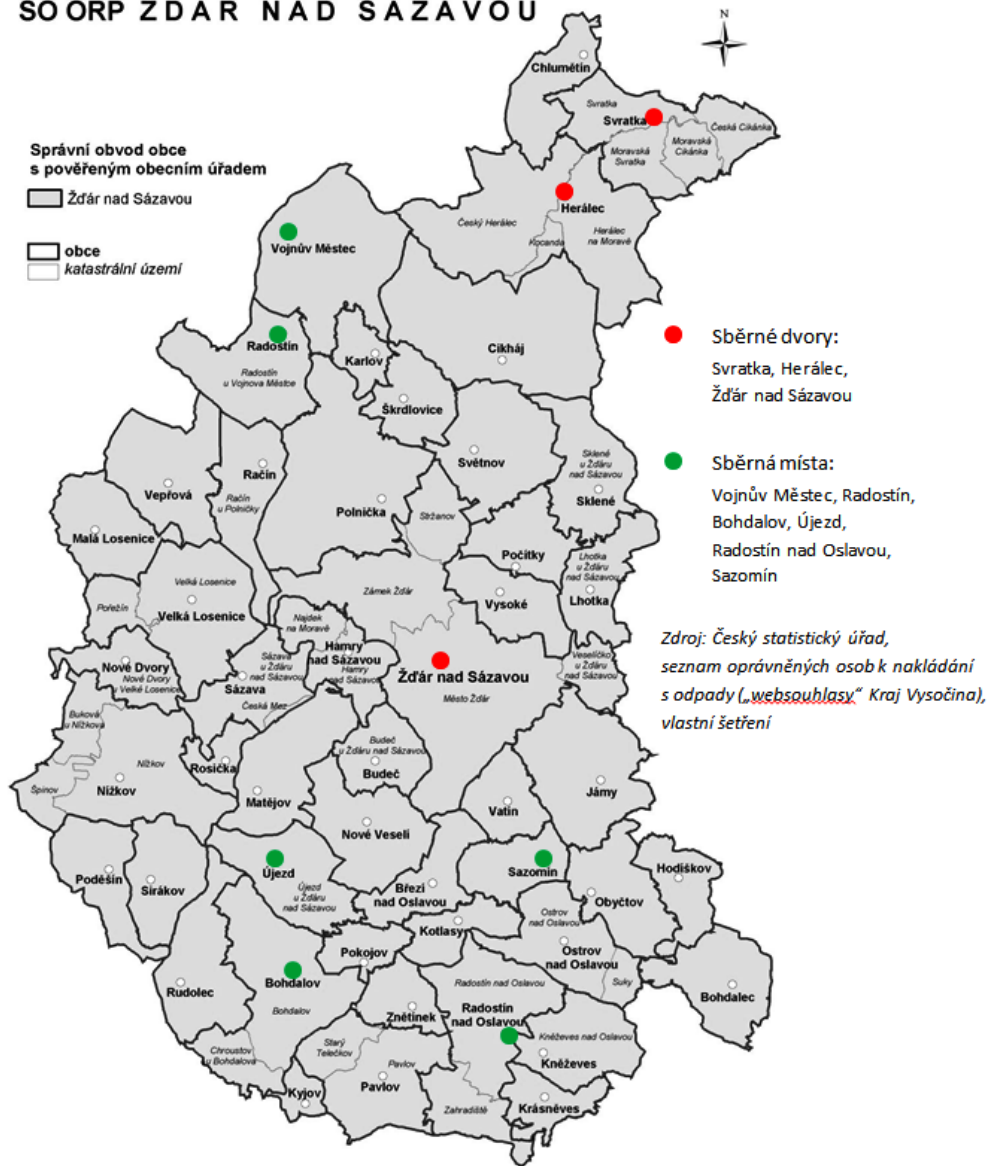 SO ORP ŽĎÁR NAD SÁZAVOU
N
Správní obvod obce
s pověřeným obecním úřadem
Žďár nad Sázavou
obce
katastrální území
Chlumětín
Svratka
Svratka
Česká Cikánka
Moravská
Cikánka
Moravská
Svratka
Herálec
Český Herálec
Herálec
na Moravě
Kocanda
Vojnův Městec
Radostín
Radostín
u Vojnova Městce
Karlov
Cikháj
Škrdlovice
Světnov
Sklené
u Žďáru
nad Sázavou
Sklené
Račín
Račín
u Polničky
Vepřová
Polnička
Stržanov
Malá Losenice
Počítky
Lhotka
u Žďáru
nad Sázavou
Lhotka
Velká Losenice
Velká Losenice
Pořežín
Zámek Žďár
Vysoké
Najdek
na Moravě
Hamry
nad Sázavou
Hamry
nad Sázavou
Nové Dvory
Nové Dvory
u Velké Losenice
Sázava
u Žďáru
nad Sázavou
Sázava
Česká Mez
Žďár nad Sázavou
Město Žďár
Veselíčko
u Žďáru
nad Sázavou
Buková
u Nížkova
Nížkov
Nížkov
Špinov
Rosička
Budeč
u Žďáru nad Sázavou
Budeč
Matějov
Vatín
Jámy
Nové Veselí
Poděšín
Sirákov
Újezd
Újezd
u Žďáru
nad Sázavou
Březí
nad Oslavou
Sazomín
Hodíškov
Obyčtov
Ostrov
nad Oslavou
Ostrov
nad Oslavou
Kotlasy
Pokojov
Suky
Rudolec
Bohdalov
Bohdalov
Radostín nad Oslavou
Radostín
nad Oslavou
Bohdalec
Znětínek
Kněževes nad Oslavou
Kněževes
Chroustov
u Bohdalova
Starý
Telečkov
Pavlov
Pavlov
Kyjov
Zahradiště
Krásněves
Sběrné dvory:
Svratka, Herálec,
Žďár nad Sázavou
Sběrná místa:
Vojnův Městec, Radostín,
Bohdalov, Újezd,
Radostín nad Oslavou,
Sazomín
Zdroj: Český statistický úřad,
seznam oprávněných osob k nakládání
s odpady („websouhlasy“ Kraj Vysočina),
vlastní šetření